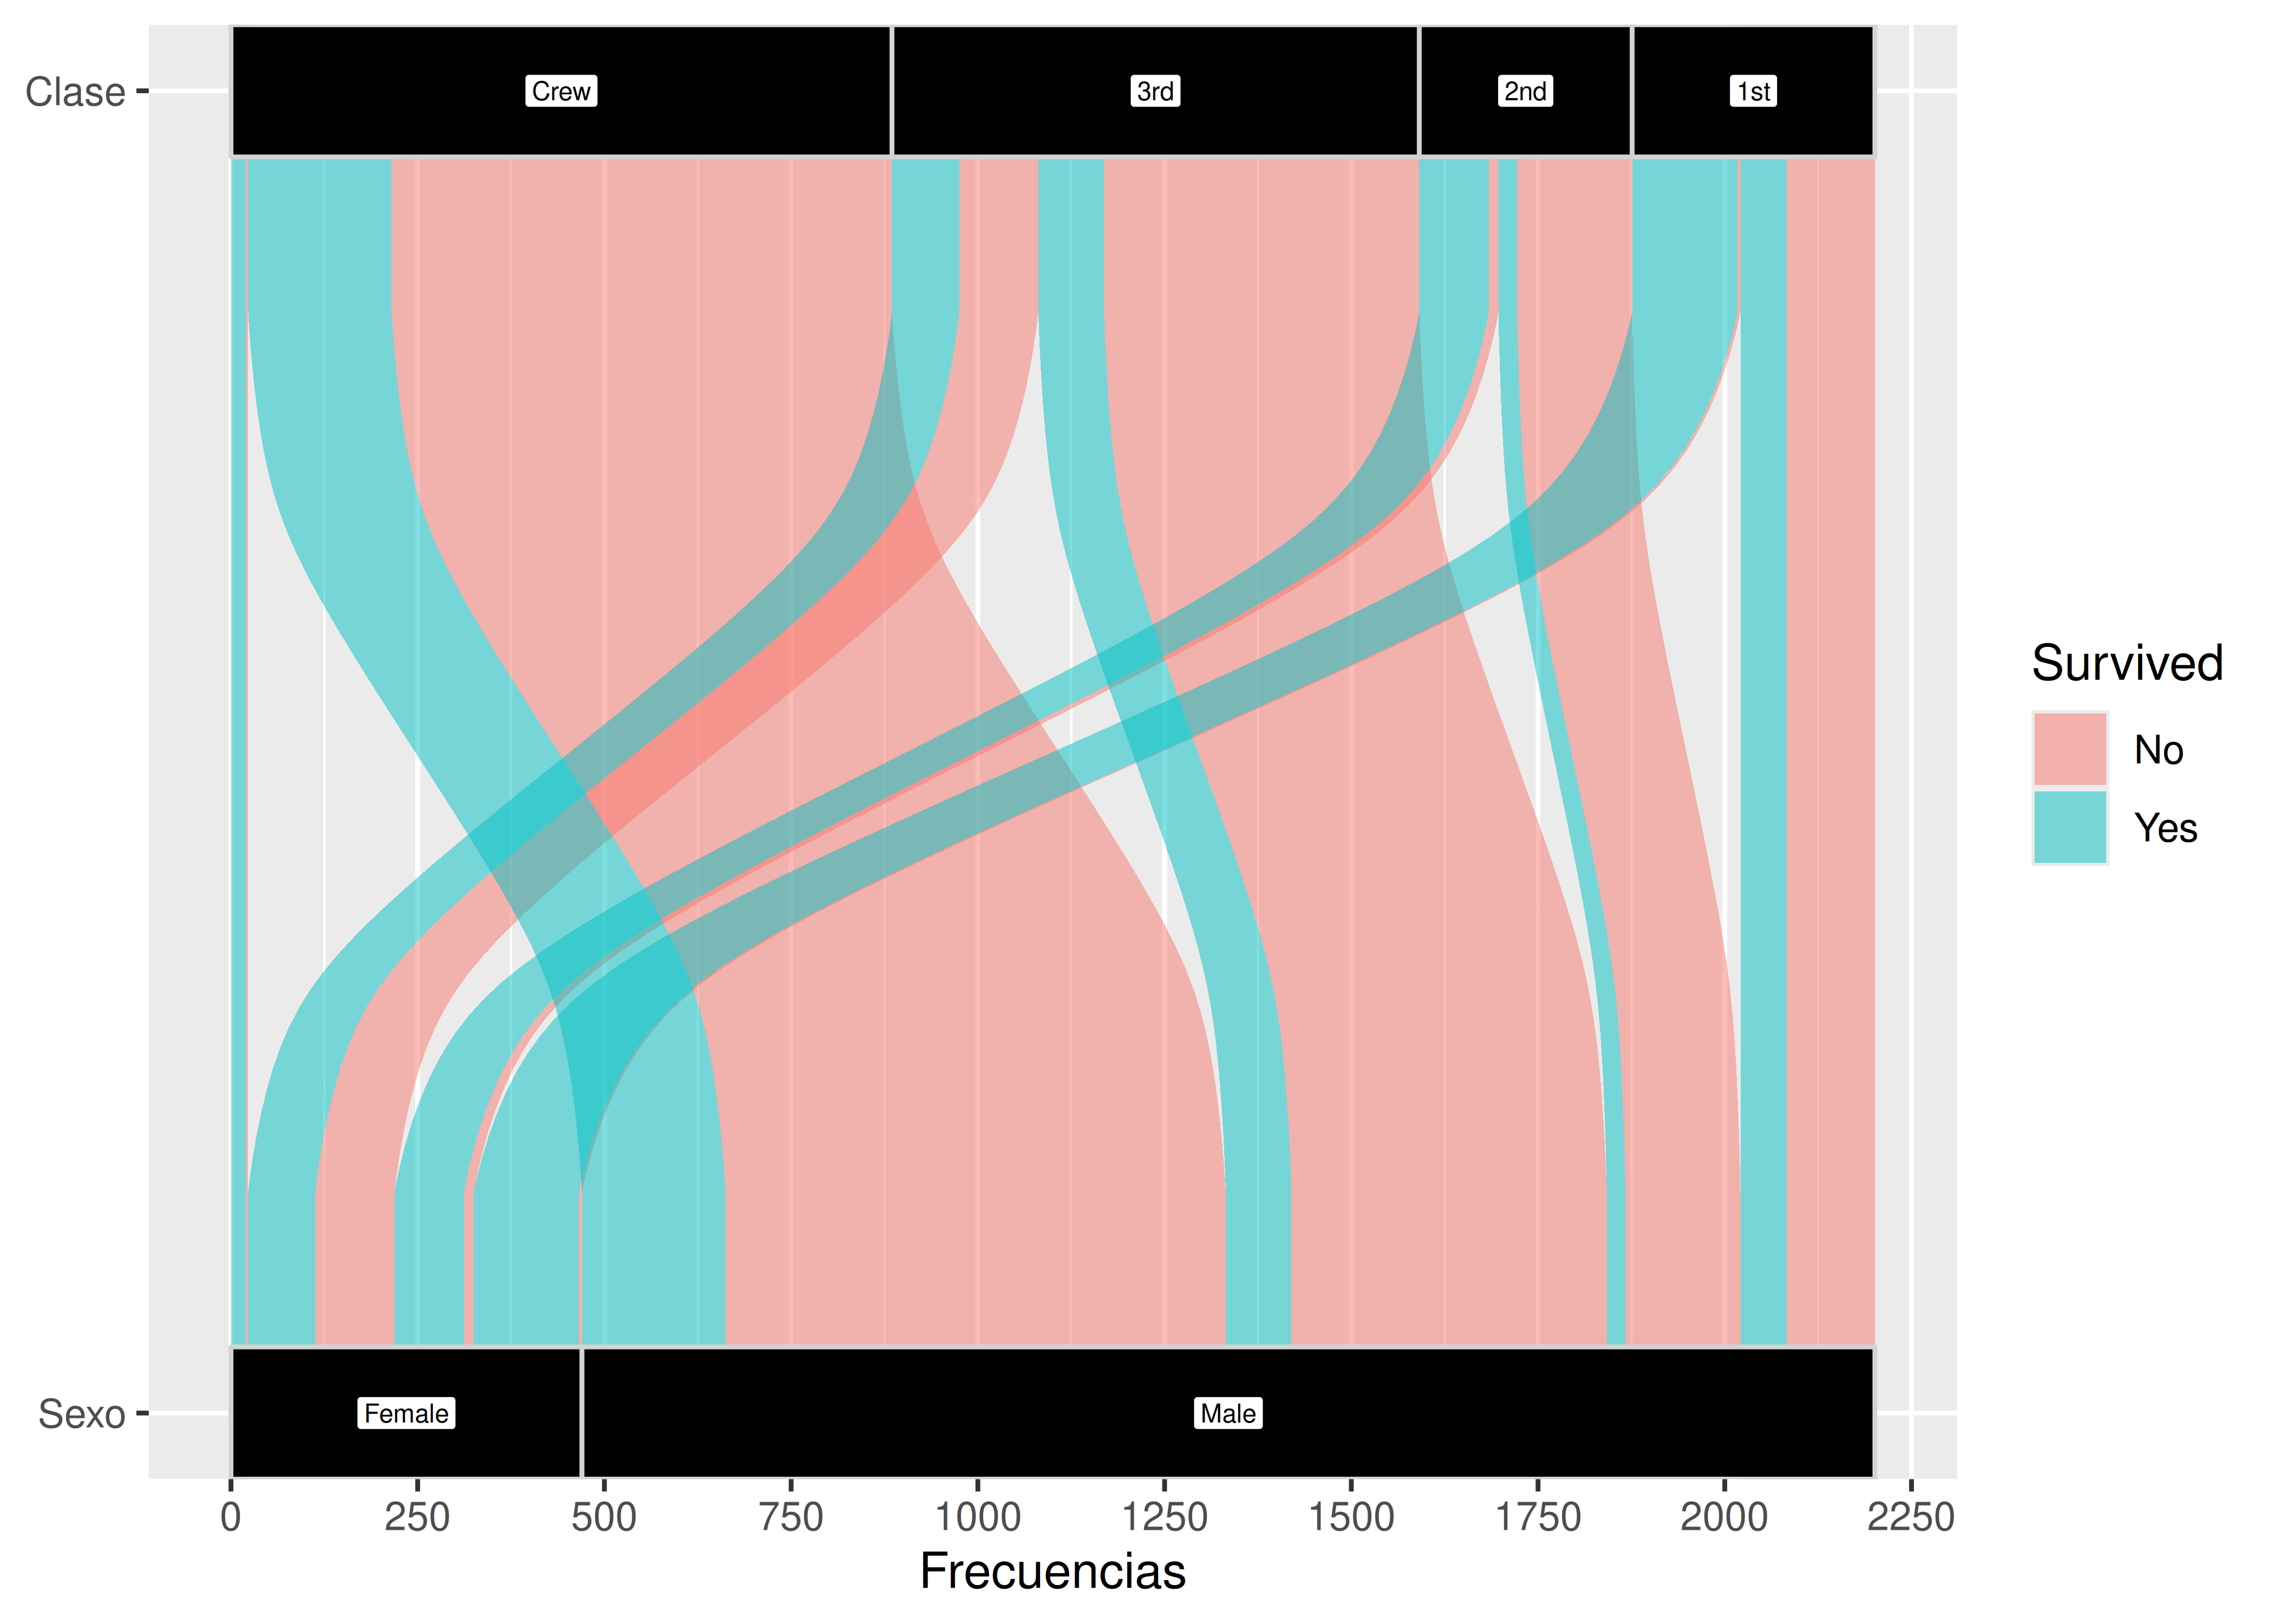 Clase
Crew
3rd
2nd
1st
Survived
No
Yes
Sexo
Female
Male
0 250 500 750 1000 1250 1500 1750 2000 2250
Frecuencias